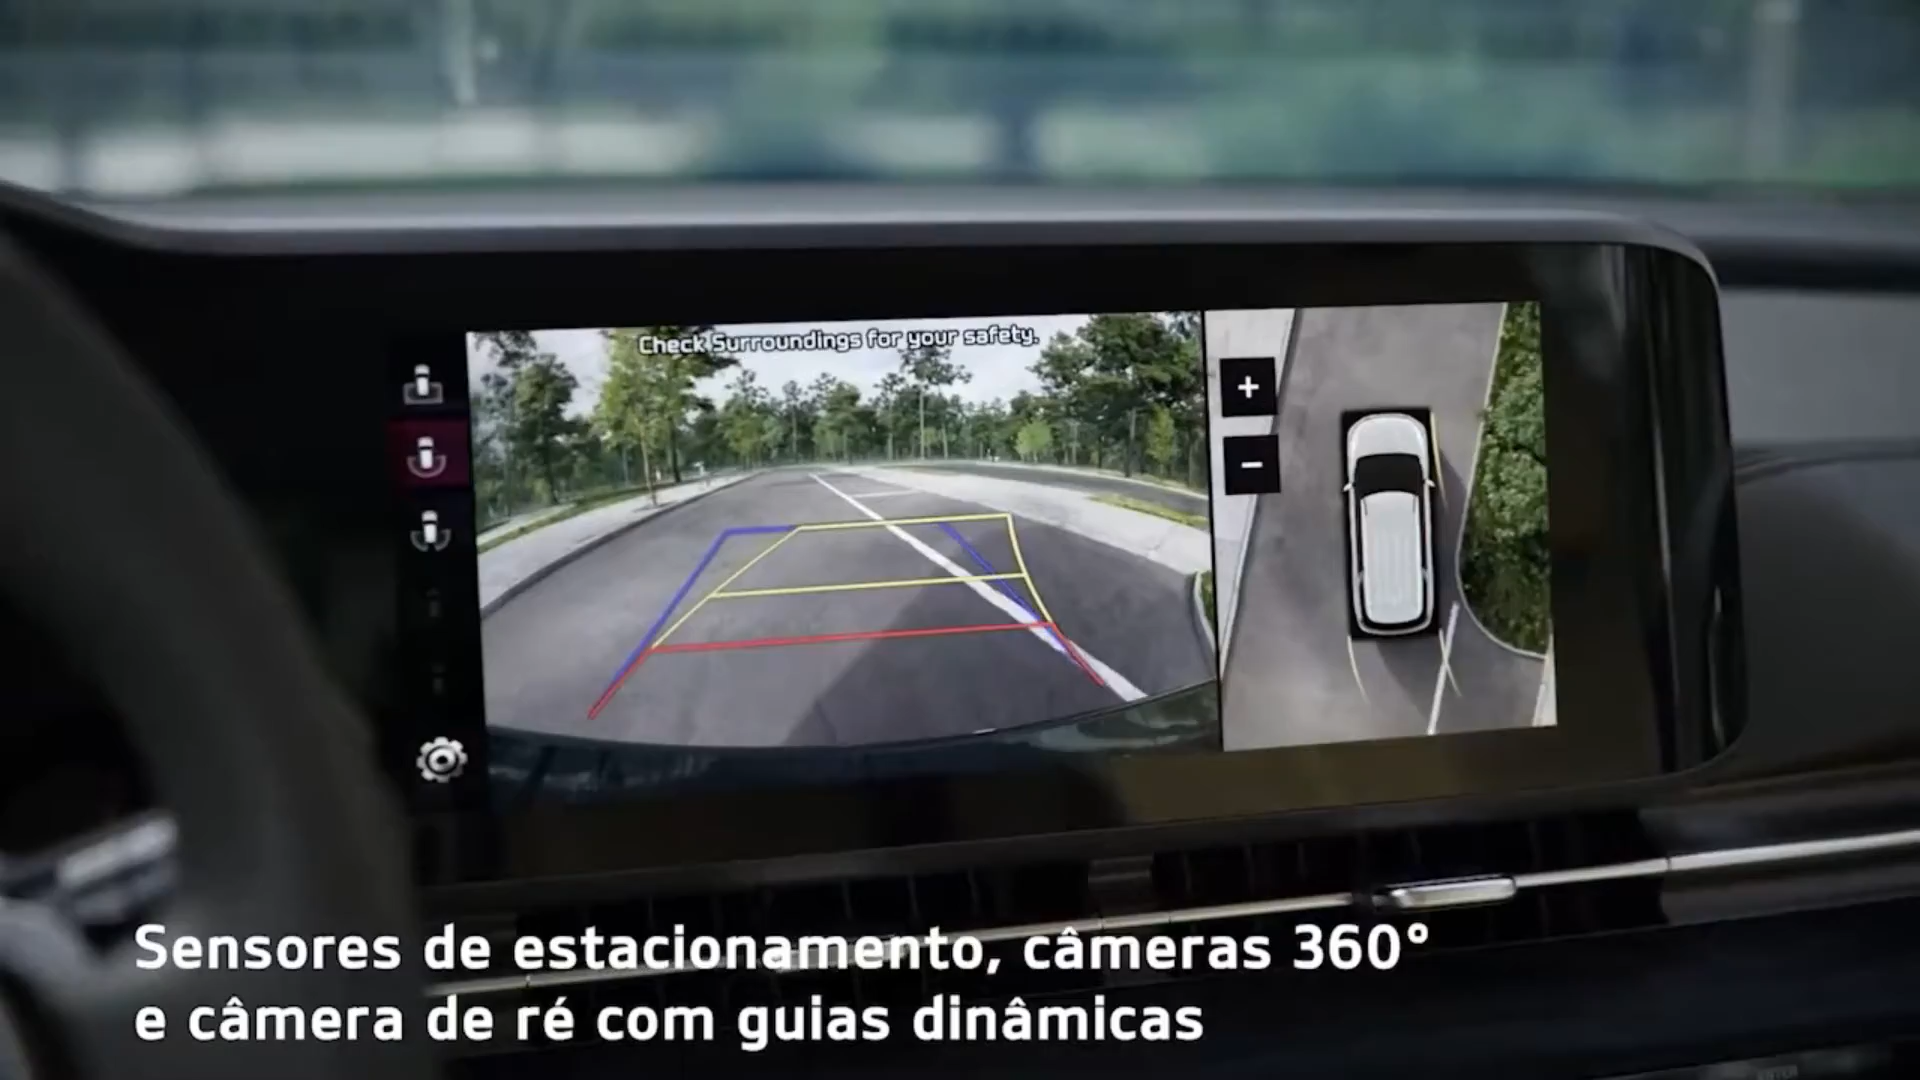 Check Surroundings for your safety.
+
-
Sensores de estacionamento, câmeras 360°
e câmera de ré com guias dinâmicas